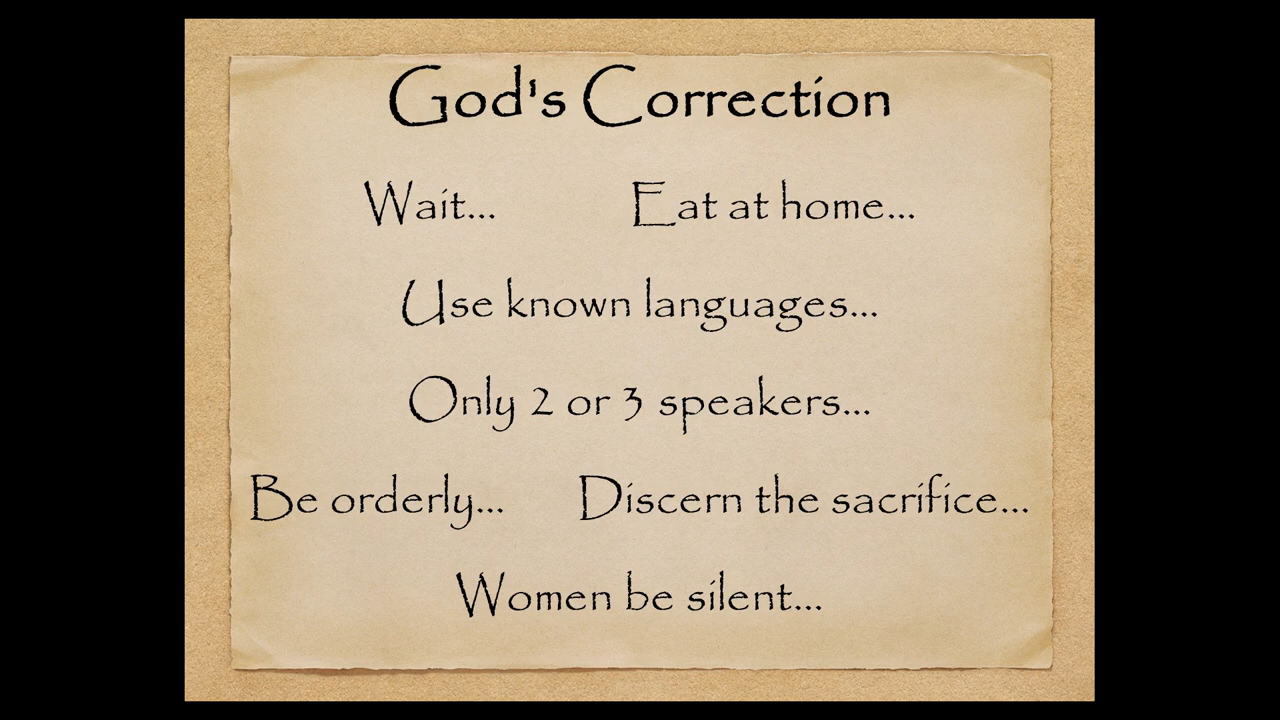 God's Correction
Wait... Eat at home...
Use known languages...
Only 2 or 3 speakers...
Be orderly... Discern the sacrifice...
Women be silent...